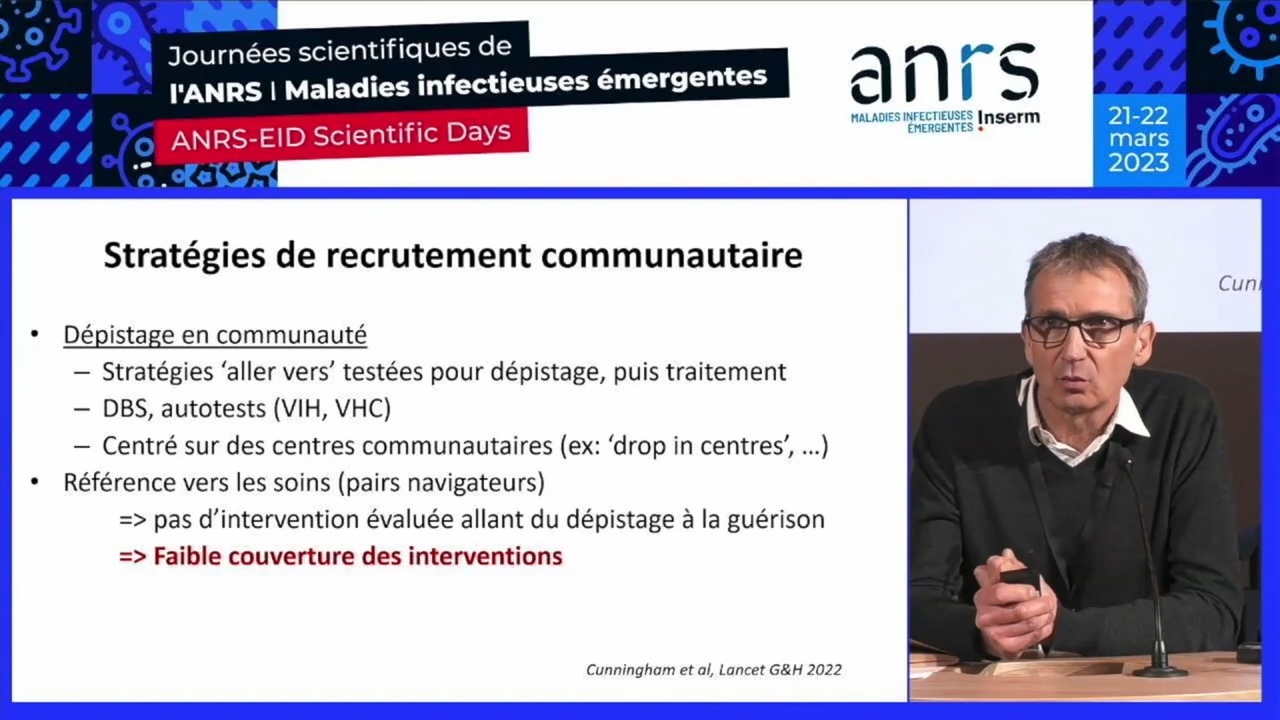 Journées scientifiques de
l'ANRS | Maladies infectieuses émergentes
ANRS-EID Scientific Days
anrs
MALADIES INFECTIEUSES
ÉMERGENTES Inserm
21-22
mars
2023
Stratégies de recrutement communautaire
• Dépistage en communauté
– Stratégies ‘aller vers’ testées pour dépistage, puis traitement
– DBS, autotests (VIH, VHC)
– Centré sur des centres communautaires (ex: ‘drop in centres’, …)
• Référence vers les soins (pairs navigateurs)
=> pas d’intervention évaluée allant du dépistage à la guérison
=> Faible couverture des interventions
Cunningham et al, Lancet G&H 2022
Cuni